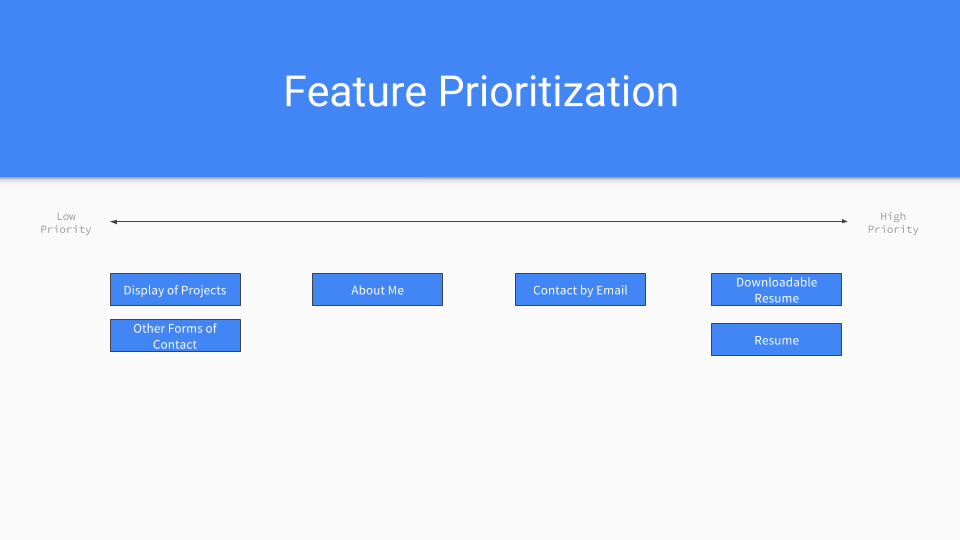 Feature Prioritization
Low
Priority
High
Priority
Display of Projects
About Me
Contact by Email
Downloadable
Resume
Other Forms of
Contact
Resume